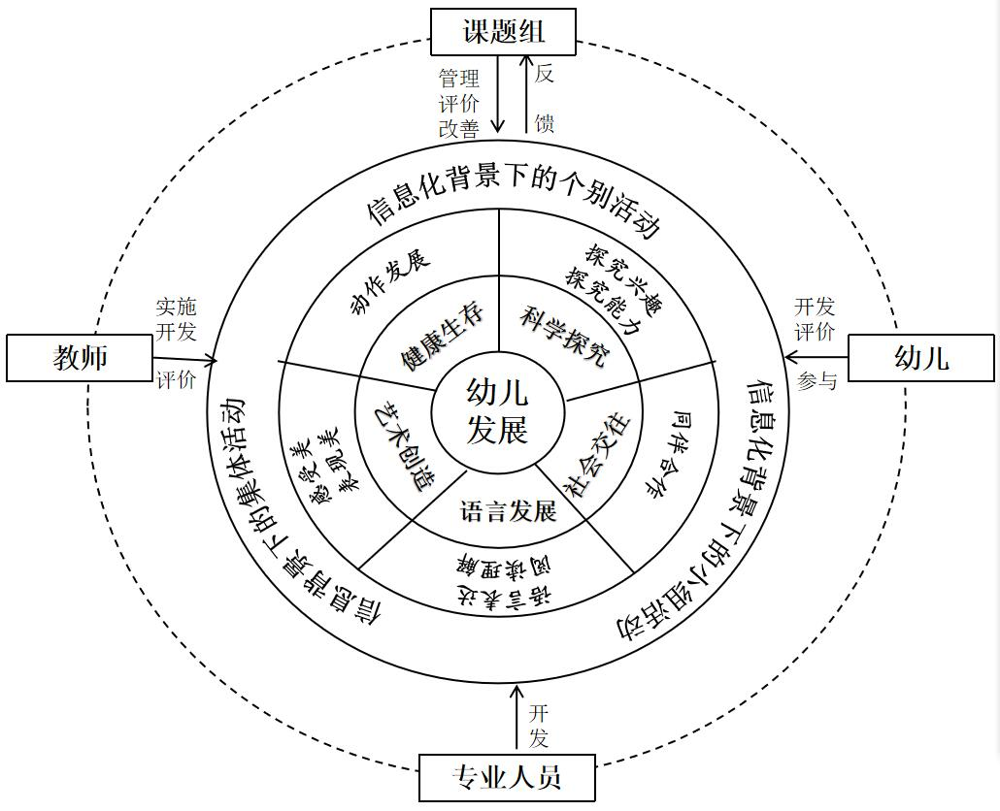 课题组
管理
评价
改善
反
馈
信息化背景下的个别活动
动作发展
探究兴趣
探究能力
健康生存
科学探究
实施
开发
评价
教师
开发
评价
参与
幼儿
幼儿
发展
艺术创造
社会交往
感受美
表现美
同伴合作
语言发展
阅读理解
语言表达
信息背景下的集体活动
信息化背景下的小组活动
开
发
专业人员